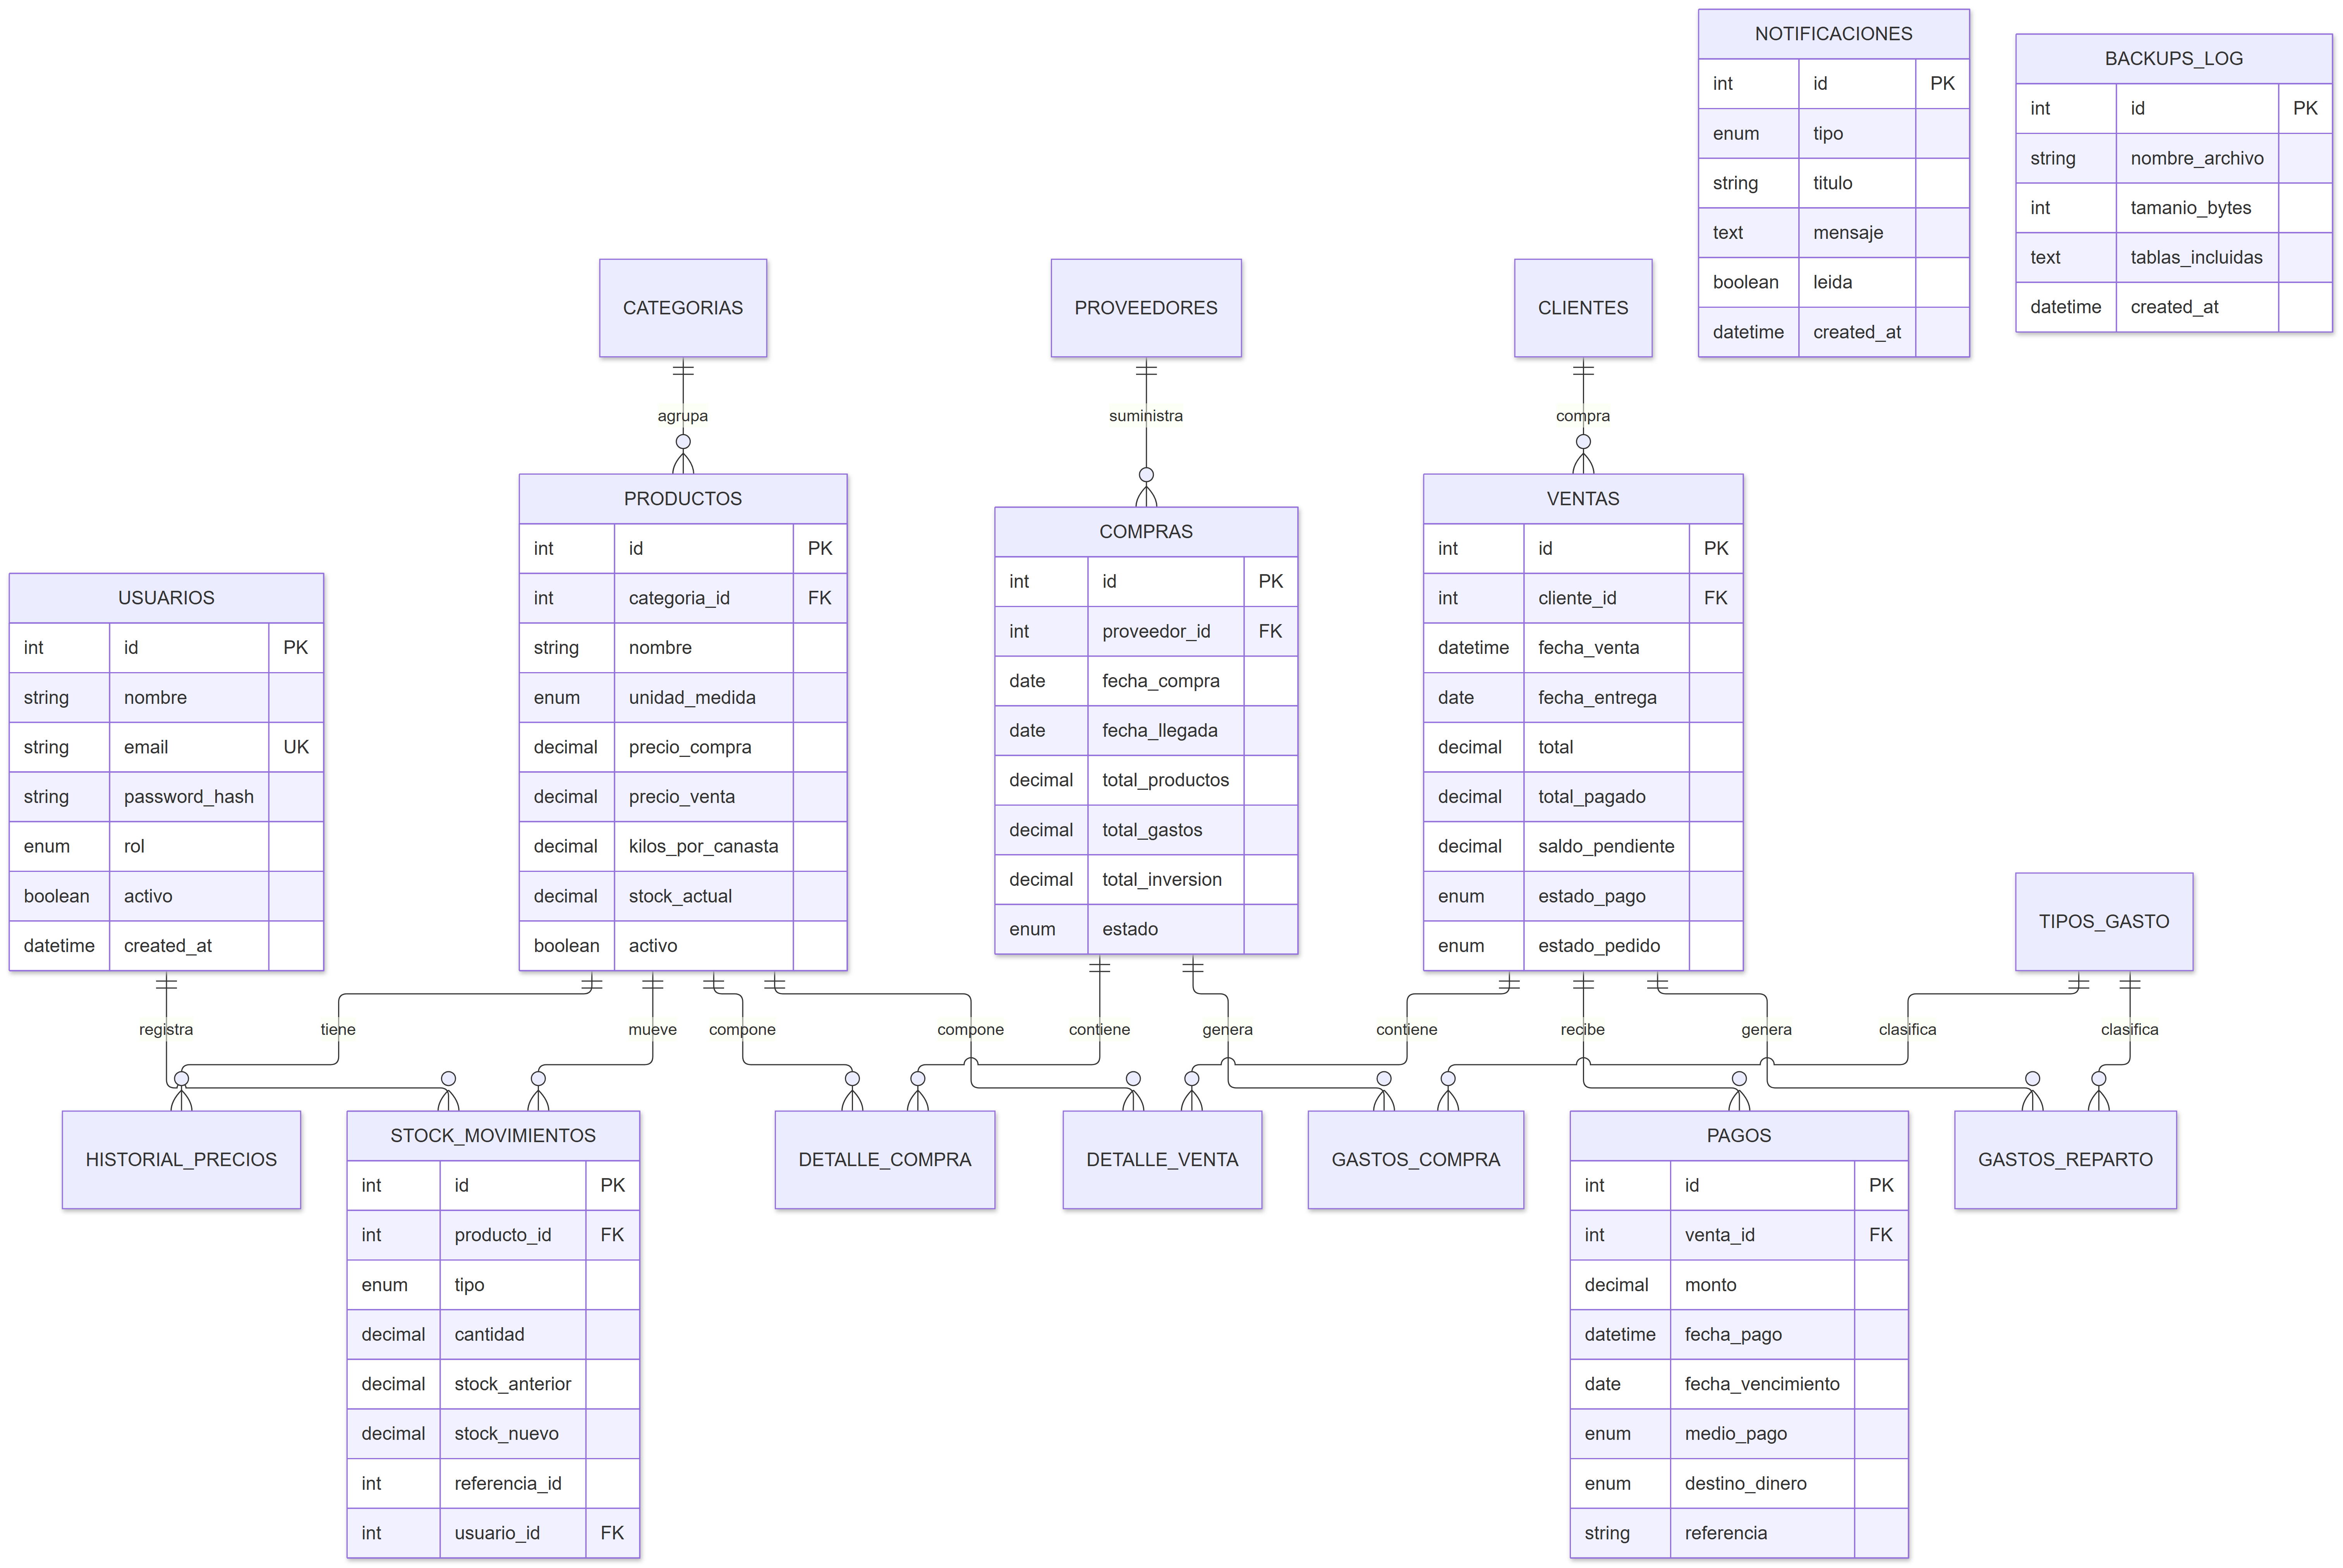 NOTIFICACIONES
int id PK
enum tipo
string titulo
text mensaje
boolean leida
datetime created_at
BACKUPS_LOG
int id PK
string nombre_archivo
int tamanio_bytes
text tablas_incluidas
datetime created_at
CATEGORIAS
PROVEEDORES
CLIENTES
agrupa
suministra
compra
USUARIOS
int id PK
string nombre
string email UK
string password_hash
enum rol
boolean activo
datetime created_at
PRODUCTOS
int id PK
int categoria_id FK
string nombre
enum unidad_medida
decimal precio_compra
decimal precio_venta
decimal kilos_por_canasta
decimal stock_actual
boolean activo
COMPRAS
int id PK
int proveedor_id FK
date fecha_compra
date fecha_llegada
decimal total_productos
decimal total_gastos
decimal total_inversion
enum estado
VENTAS
int id PK
int cliente_id FK
datetime fecha_venta
date fecha_entrega
decimal total
decimal total_pagado
decimal saldo_pendiente
enum estado_pago
enum estado_pedido
TIPOS_GASTO
registra
tiene
mueve
compone
compone
contiene
genera
contiene
recibe
genera
clasifica
clasifica
HISTORIAL_PRECIOS
STOCK_MOVIMIENTOS
int id PK
int producto_id FK
enum tipo
decimal cantidad
decimal stock_anterior
decimal stock_nuevo
int referencia_id
int usuario_id FK
DETALLE_COMPRA
DETALLE_VENTA
GASTOS_COMPRA
PAGOS
int id PK
int venta_id FK
decimal monto
datetime fecha_pago
date fecha_vencimiento
enum medio_pago
enum destino_dinero
string referencia
GASTOS_REPARTO